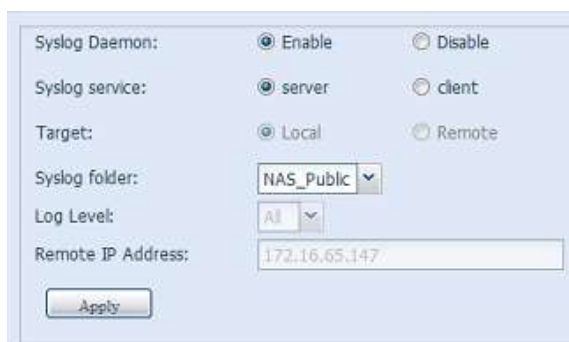 Syslog Daemon: Enable Disable
Syslog service: server client
Target: Local Remote
Syslog folder: NAS_Public
Log Level: All
Remote IP Address: 172.16.65.147
Apply